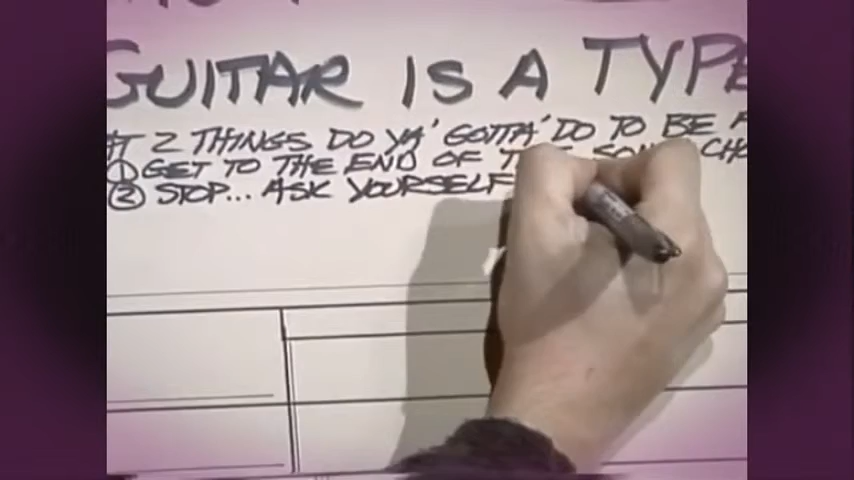 GUITAR IS A TYPE
2 THINGS DO YA' 'GOTTA' DO TO BE
① GET TO THE END OF
② STOP... ASK YOURSELF